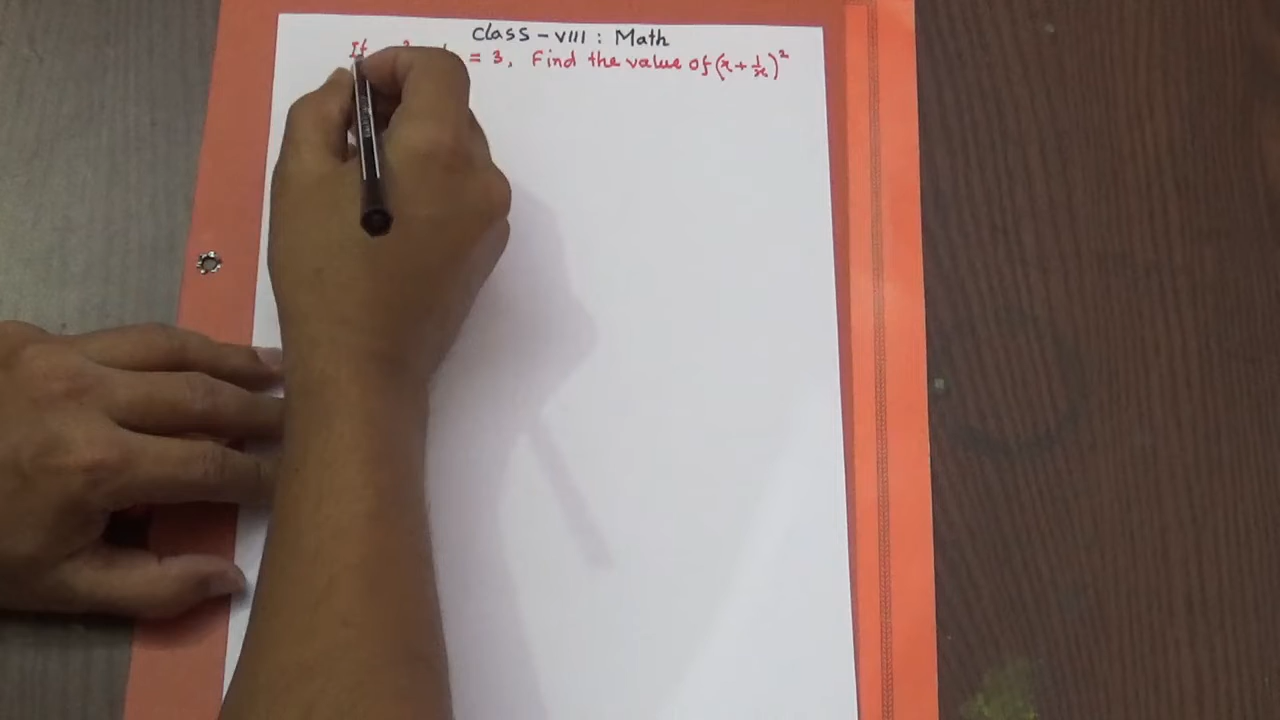 Class - VIII : Math
If = 3, Find the value of (x + 1/x)²